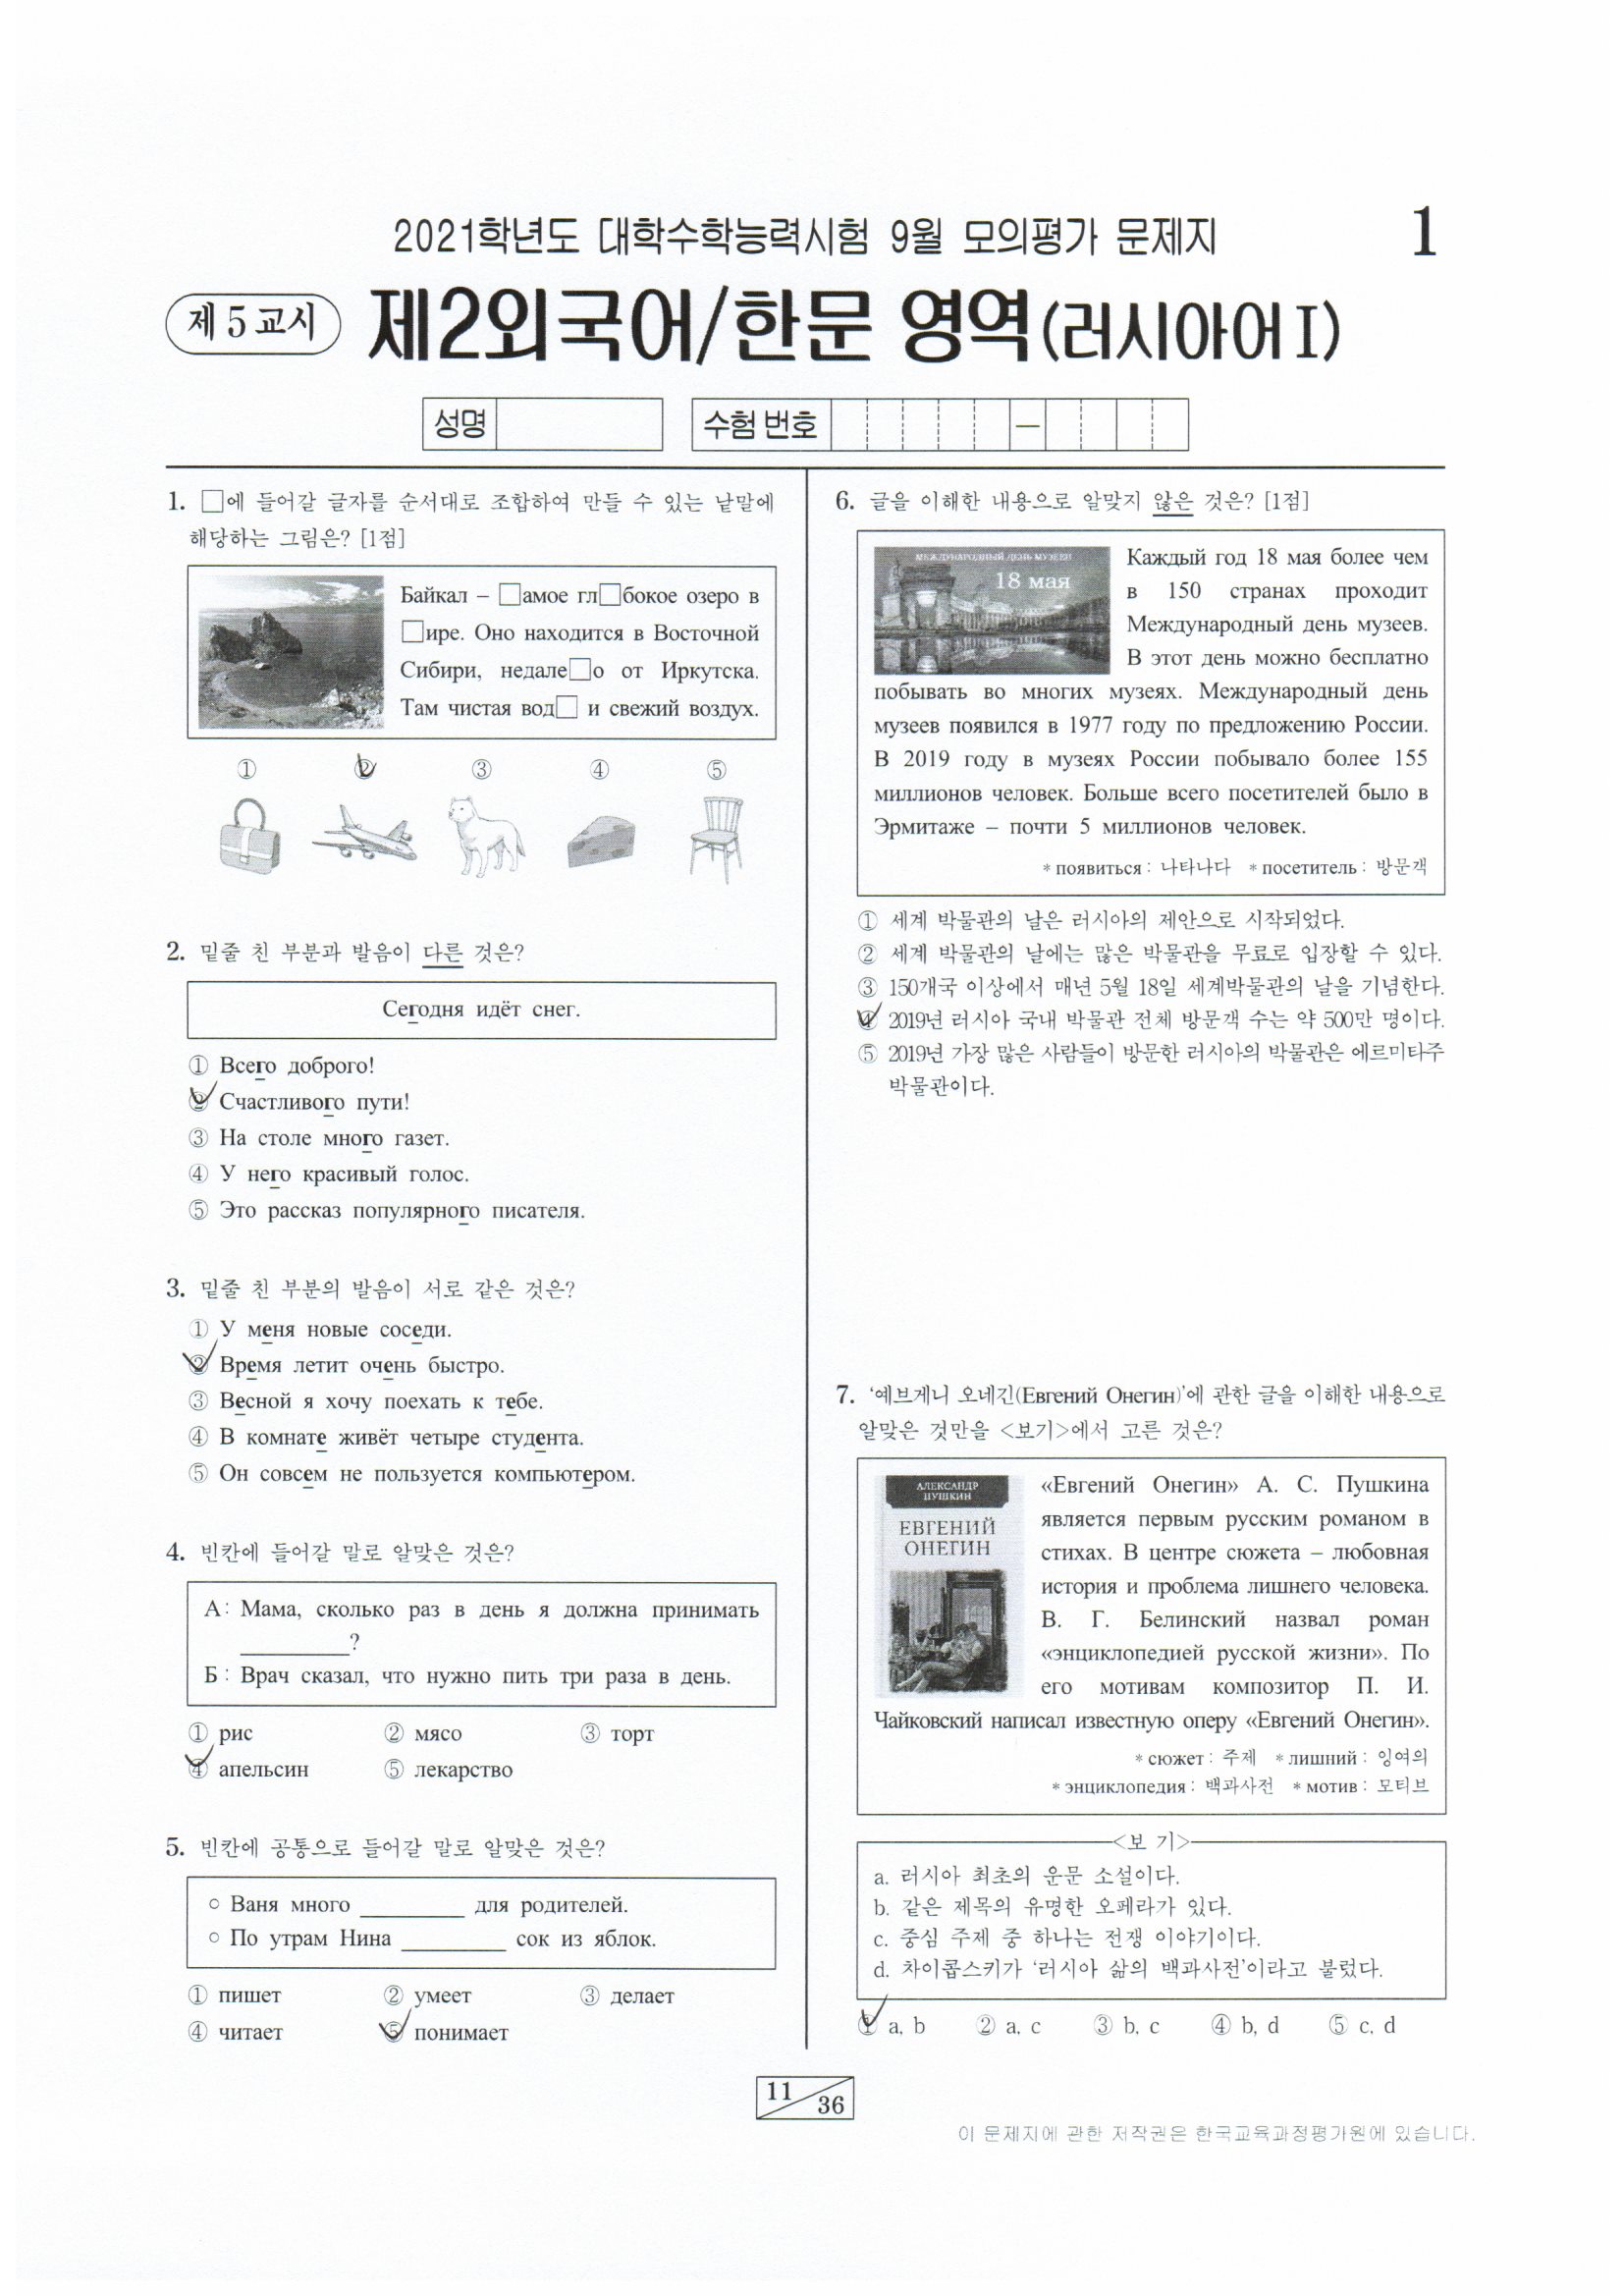 2021학년도 대학수학능력시험 9월 모의평가 문제지
1
제 5 교시
제2외국어/한문 영역(러시아어 I)
성명
수험 번호
–
1. □에 들어갈 글자를 순서대로 조합하여 만들 수 있는 낱말에
해당하는 그림은? [1점]
Байкал – □амое гл□бокое озеро в
□ире. Оно находится в Восточной
Сибири, недале□о от Иркутска.
Там чистая вод□ и свежий воздух.
① ② ③ ④ ⑤
2. 밑줄 친 부분과 발음이 다른 것은?
Сегодня идёт снег.
① Всего доброго!
② Счастливого пути!
③ На столе много газет.
④ У него красивый голос.
⑤ Это рассказ популярного писателя.
3. 밑줄 친 부분의 발음이 서로 같은 것은?
① У меня новые соседи.
② Время летит очень быстро.
③ Весной я хочу поехать к тебе.
④ В комнате живёт четыре студента.
⑤ Он совсем не пользуется компьютером.
4. 빈칸에 들어갈 말로 알맞은 것은?
А: Мама, сколько раз в день я должна принимать
_________?
Б: Врач сказал, что нужно пить три раза в день.
① рис ② мясо ③ торт
④ апельсин ⑤ лекарство
5. 빈칸에 공통으로 들어갈 말로 알맞은 것은?
○ Ваня много _________ для родителей.
○ По утрам Нина _________ сок из яблок.
① пишет ② умеет ③ делает
④ читает ⑤ понимает
6. 글을 이해한 내용으로 알맞지 않은 것은? [1점]
МЕЖДУНАРОДНЫЙ ДЕНЬ МУЗЕЕВ
18 мая
Каждый год 18 мая более чем
в 150 странах проходит
Международный день музеев.
В этот день можно бесплатно
побывать во многих музеях. Международный день
музеев появился в 1977 году по предложению России.
В 2019 году в музеях России побывало более 155
миллионов человек. Больше всего посетителей было в
Эрмитаже – почти 5 миллионов человек.
* появиться : 나타나다 * посетитель : 방문객
① 세계 박물관의 날은 러시아의 제안으로 시작되었다.
② 세계 박물관의 날에는 많은 박물관을 무료로 입장할 수 있다.
③ 150개국 이상에서 매년 5월 18일 세계박물관의 날을 기념한다.
④ 2019년 러시아 국내 박물관 전체 방문객 수는 약 500만 명이다.
⑤ 2019년 가장 많은 사람들이 방문한 러시아의 박물관은 에르미타주
박물관이다.
7. ‘예브게니 오네긴(Евгений Онегин)’에 관한 글을 이해한 내용으로
알맞은 것만을 <보기>에서 고른 것은?
АЛЕКСАНДР
ПУШКИН
ЕВГЕНИЙ
ОНЕГИН
«Евгений Онегин» А. С. Пушкина
является первым русским романом в
стихах. В центре сюжета – любовная
история и проблема лишнего человека.
В. Г. Белинский назвал роман
«энциклопедией русской жизни». По
его мотивам композитор П. И.
Чайковский написал известную оперу «Евгений Онегин».
* сюжет : 주제 * лишний : 잉여의
* энциклопедия : 백과사전 * мотив : 모티브
<보 기>
a. 러시아 최초의 운문 소설이다.
b. 같은 제목의 유명한 오페라가 있다.
c. 중심 주제 중 하나는 전쟁 이야기이다.
d. 차이콥스키가 ‘러시아 삶의 백과사전’이라고 불렀다.
① a, b ② a, c ③ b, c ④ b, d ⑤ c, d
11
36
이 문제지에 관한 저작권은 한국교육과정평가원에 있습니다.